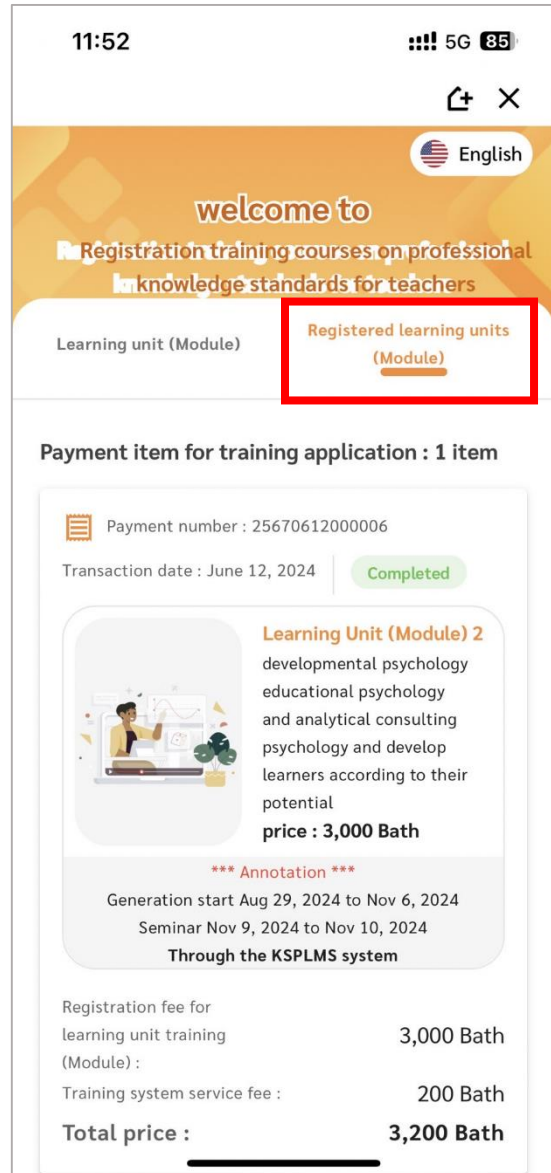 11:52
5G 85
English
welcome to
Registration training courses on professional
knowledge standards for teachers
Learning unit (Module)
Registered learning units
(Module)
Payment item for training application : 1 item
Payment number : 25670612000006
Transaction date : June 12, 2024
Completed
Learning Unit (Module) 2
developmental psychology
educational psychology
and analytical consulting
psychology and develop
learners according to their
potential
price : 3,000 Bath
*** Annotation ***
Generation start Aug 29, 2024 to Nov 6, 2024
Seminar Nov 9, 2024 to Nov 10, 2024
Through the KSPLMS system
Registration fee for
learning unit training
(Module) :
3,000 Bath
Training system service fee :
200 Bath
Total price :
3,200 Bath